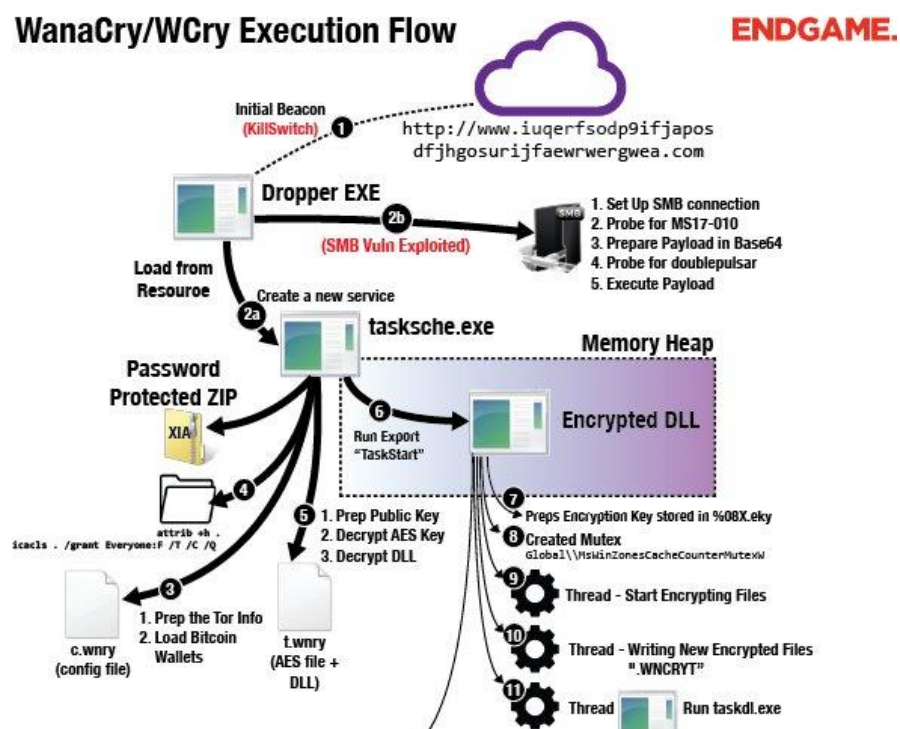 WanaCry/WCry Execution Flow
ENDGAME.
Initial Beacon
(KillSwitch)
1
http://www.iuqerfsodp9ifjapos
dfjhgosurijfaewrwergwea.com
Dropper EXE
2b
(SMB Vuln Exploited)
SMB
1. Set Up SMB connection
2. Probe for MS17-010
3. Prepare Payload in Base64
4. Probe for doublepulsar
5. Execute Payload
Load from
Resource
2a
Create a new service
tasksche.exe
Memory Heap
Password
Protected ZIP
XIA
6
Run Export
"TaskStart"
Encrypted DLL
4
attrib +h .
icacls . /grant Everyone:F /T /C /Q
5
1. Prep Public Key
2. Decrypt AES Key
3. Decrypt DLL
7
Preps Encryption Key stored in %08X.eky
8
Created Mutex
Global\\MsWinZonesCacheCounterMutexW
3
1. Prep the Tor Info
2. Load Bitcoin
Wallets
c.wnry
(config file)
t.wnry
(AES file +
DLL)
9
Thread - Start Encrypting Files
10
Thread - Writing New Encrypted Files
".WNCRYT"
11
Thread
Run taskdl.exe